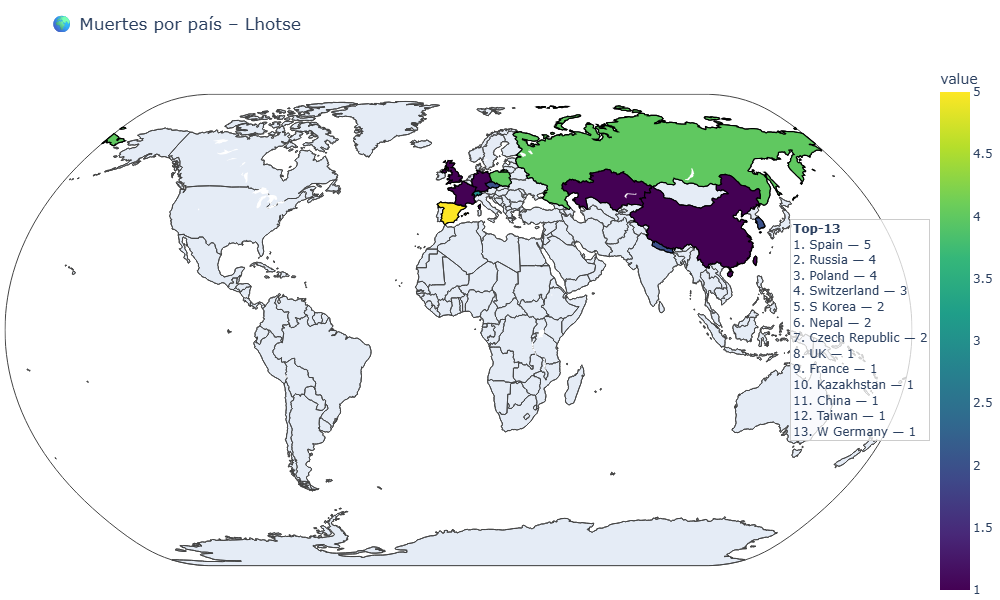 🌍 Muertes por país – Lhotse
value
5
4.5
4
3.5
3
2.5
2
1.5
1
Top-13
1. Spain — 5
2. Russia — 4
3. Poland — 4
4. Switzerland — 3
5. S Korea — 2
6. Nepal — 2
7. Czech Republic — 2
8. UK — 1
9. France — 1
10. Kazakhstan — 1
11. China — 1
12. Taiwan — 1
13. W Germany — 1